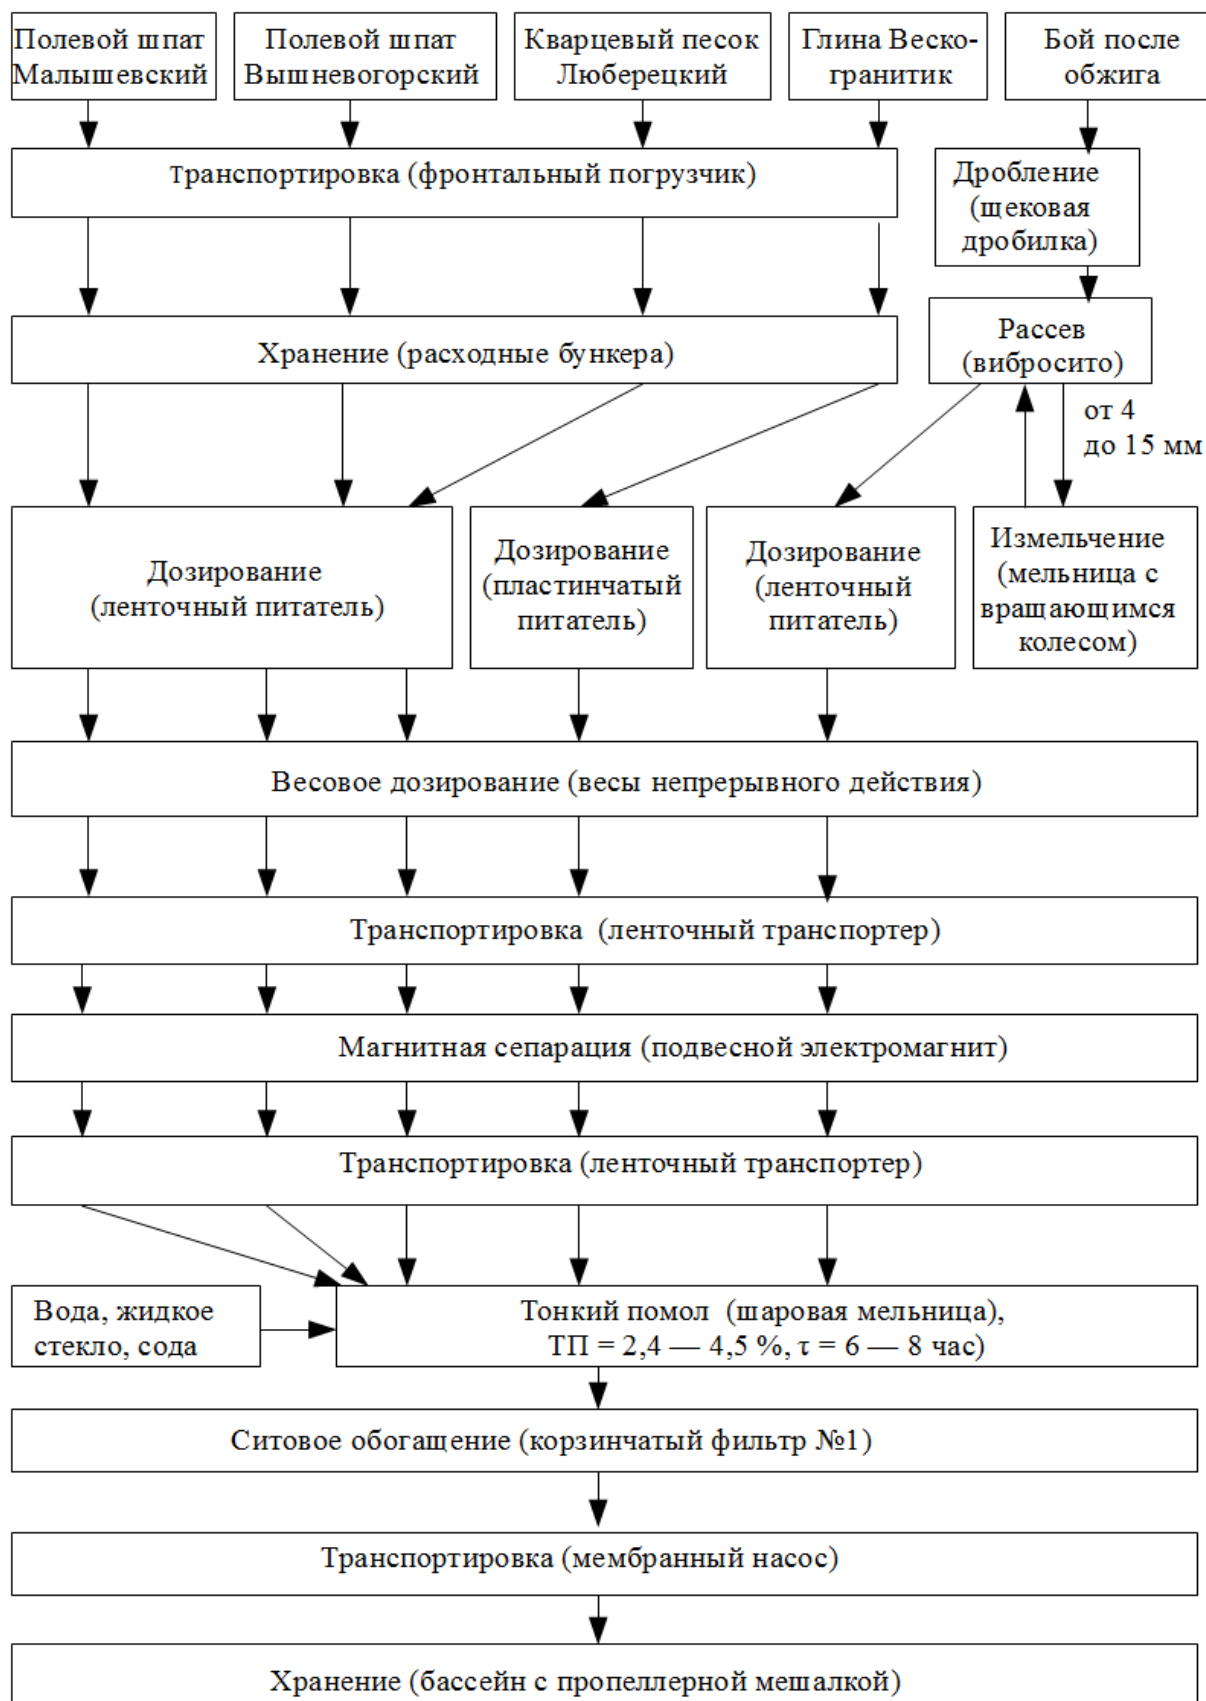 Полевой шпат
Малышевский
Полевой шпат
Вышневогорский
Кварцевый песок
Люберецкий
Глина Веско-
гранитик
Бой после
обжига
Транспортировка (фронтальный погрузчик)
Дробление
(щековая
дробилка)
Хранение (расходные бункера)
Рассев
(вибросито)
от 4
до 15 мм
Дозирование
(ленточный питатель)
Дозирование
(пластинчатый
питатель)
Дозирование
(ленточный
питатель)
Измельчение
(мельница с
вращающимся
колесом)
Весовое дозирование (весы непрерывного действия)
Транспортировка (ленточный транспортер)
Магнитная сепарация (подвесной электромагнит)
Транспортировка (ленточный транспортер)
Вода, жидкое
стекло, сода
Тонкий помол (шаровая мельница),
ТП = 2,4 — 4,5 %, τ = 6 — 8 час)
Ситовое обогащение (корзинчатый фильтр №1)
Транспортировка (мембранный насос)
Хранение (бассейн с пропеллерной мешалкой)